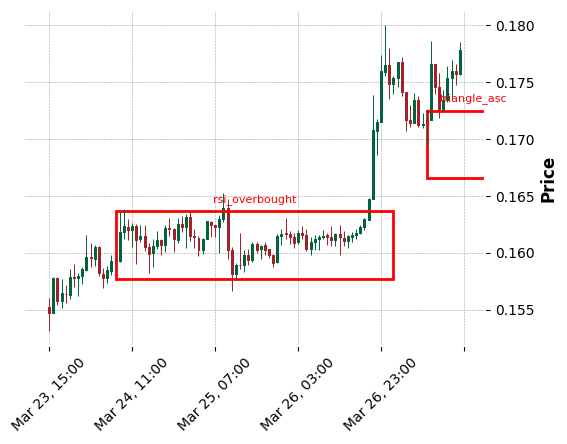 0.180
0.175
triangle_asc
0.170
0.165
rsi_overbought
0.160
0.155
Price
Mar 23, 15:00
Mar 24, 11:00
Mar 25, 07:00
Mar 26, 03:00
Mar 26, 23:00